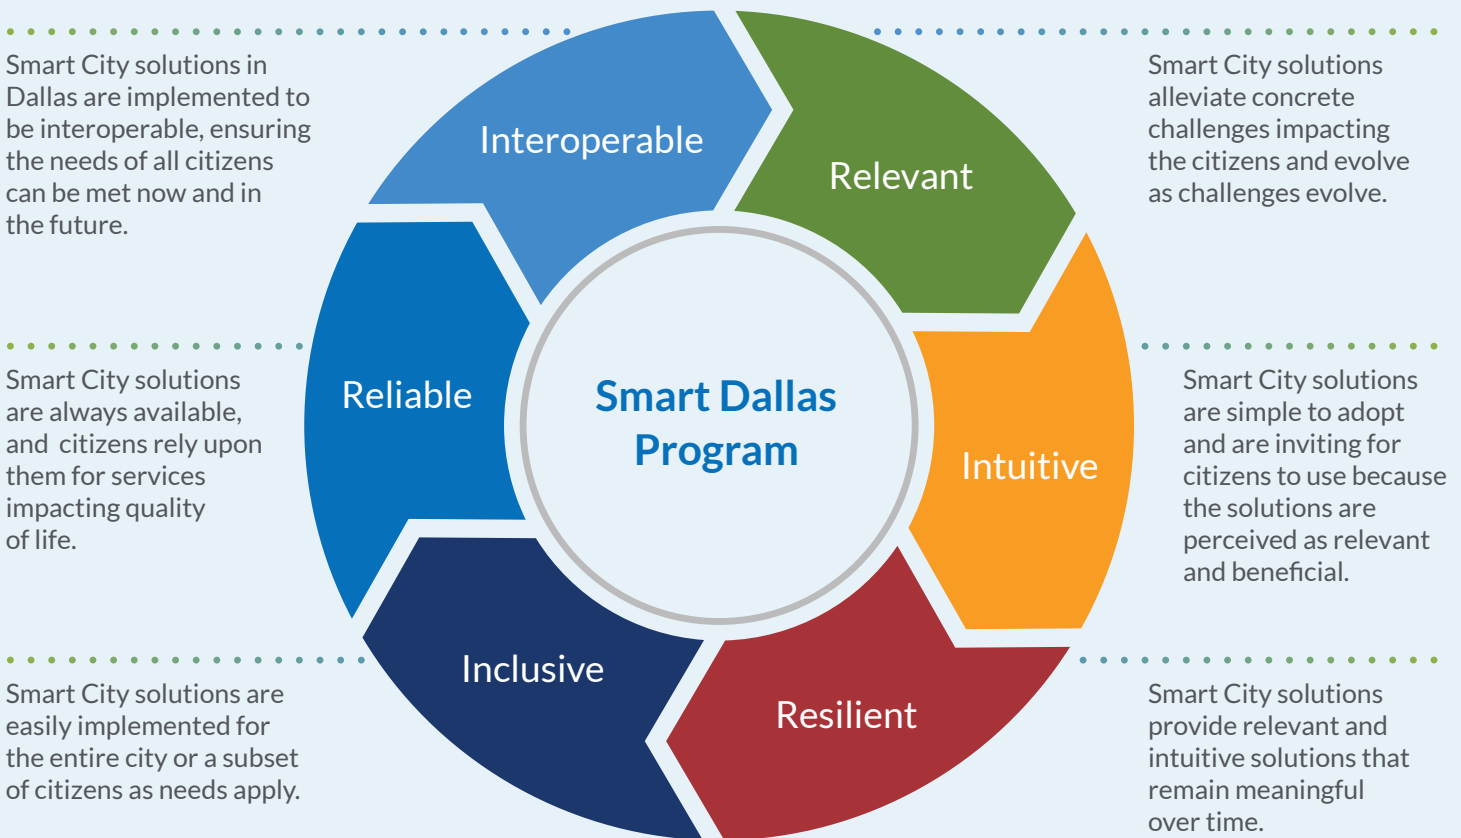 Smart City solutions in
Dallas are implemented to
be interoperable, ensuring
the needs of all citizens
can be met now and in
the future.
Interoperable
Relevant
Smart City solutions
alleviate concrete
challenges impacting
the citizens and evolve
as challenges evolve.
Smart City solutions
are always available,
and citizens rely upon
them for services
impacting quality
of life.
Reliable
Smart Dallas
Program
Intuitive
Smart City solutions
are simple to adopt
and are inviting for
citizens to use because
the solutions are
perceived as relevant
and beneficial.
Smart City solutions are
easily implemented for
the entire city or a subset
of citizens as needs apply.
Inclusive
Resilient
Smart City solutions
provide relevant and
intuitive solutions that
remain meaningful
over time.